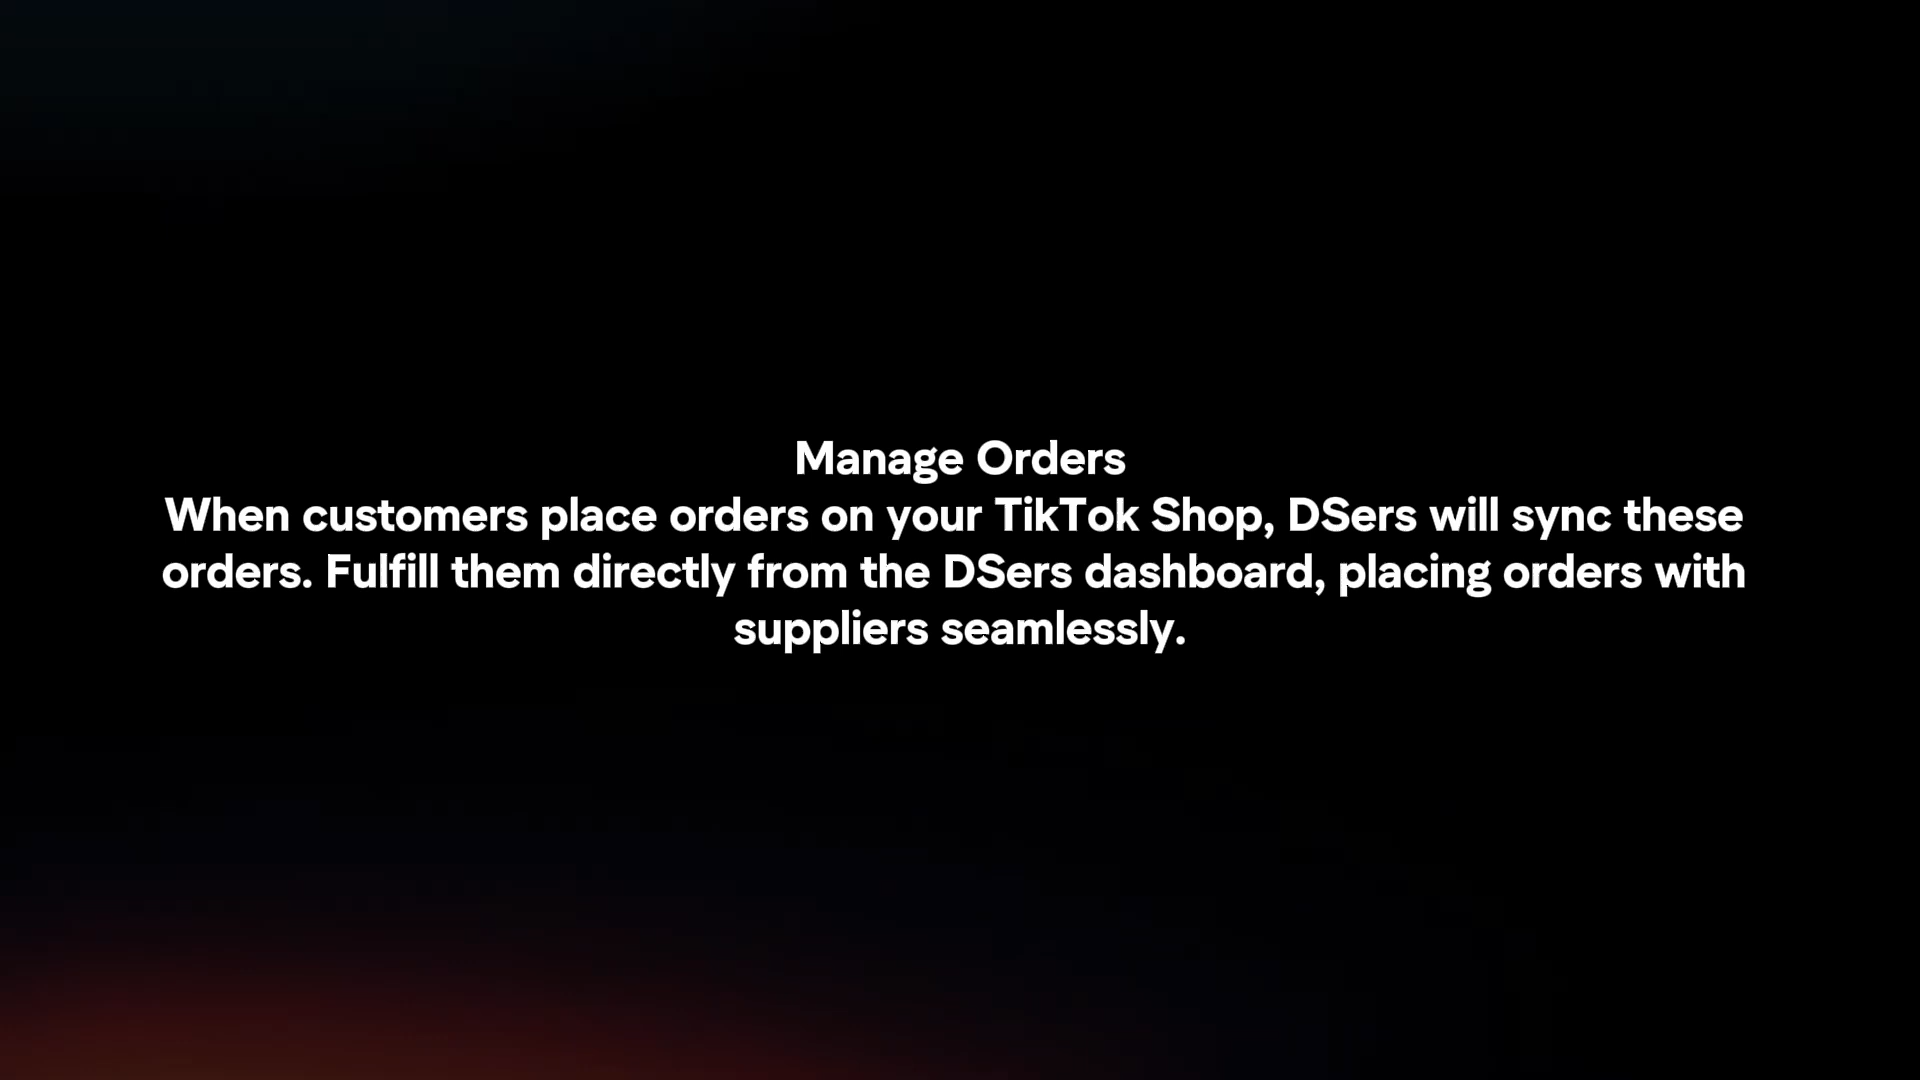 Manage Orders
When customers place orders on your TikTok Shop, DSers will sync these
orders. Fulfill them directly from the DSers dashboard, placing orders with
suppliers seamlessly.